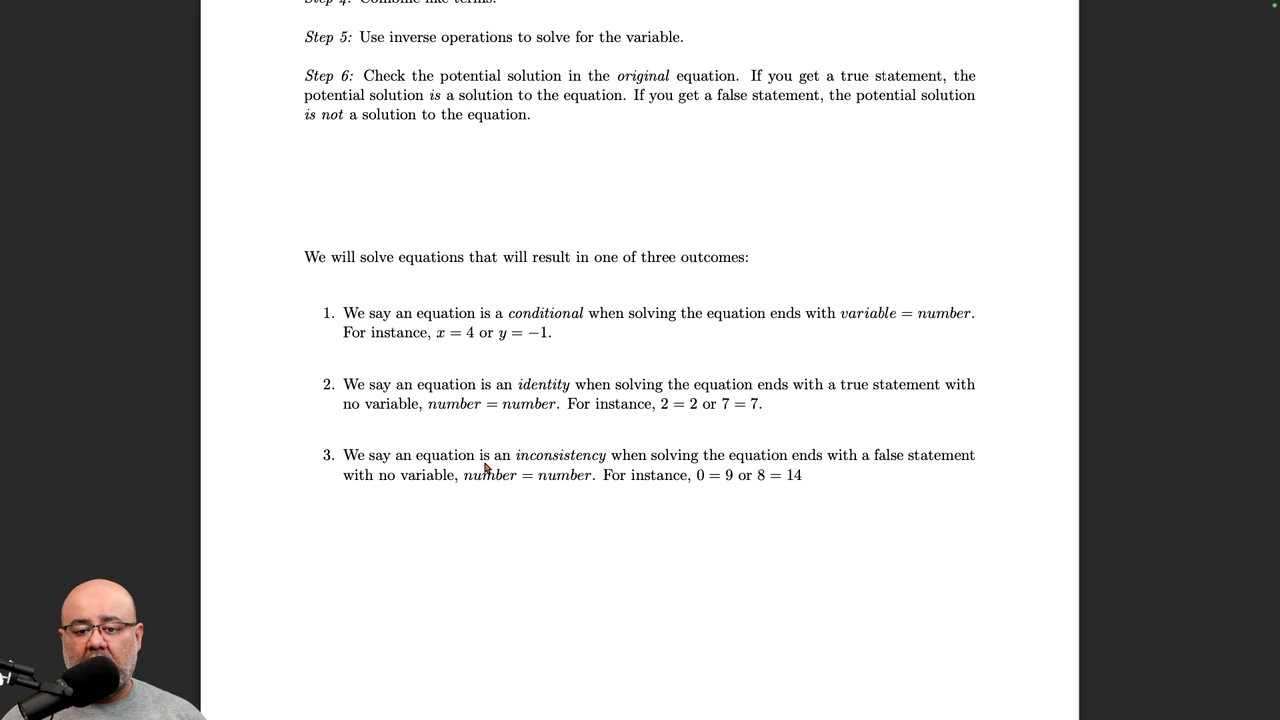 Step 4: Combine like terms.
Step 5: Use inverse operations to solve for the variable.
Step 6: Check the potential solution in the original equation. If you get a true statement, the
potential solution is a solution to the equation. If you get a false statement, the potential solution
is not a solution to the equation.
We will solve equations that will result in one of three outcomes:
1. We say an equation is a conditional when solving the equation ends with variable = number.
For instance, x = 4 or y = −1.
2. We say an equation is an identity when solving the equation ends with a true statement with
no variable, number = number. For instance, 2 = 2 or 7 = 7.
3. We say an equation is an inconsistency when solving the equation ends with a false statement
with no variable, number = number. For instance, 0 = 9 or 8 = 14